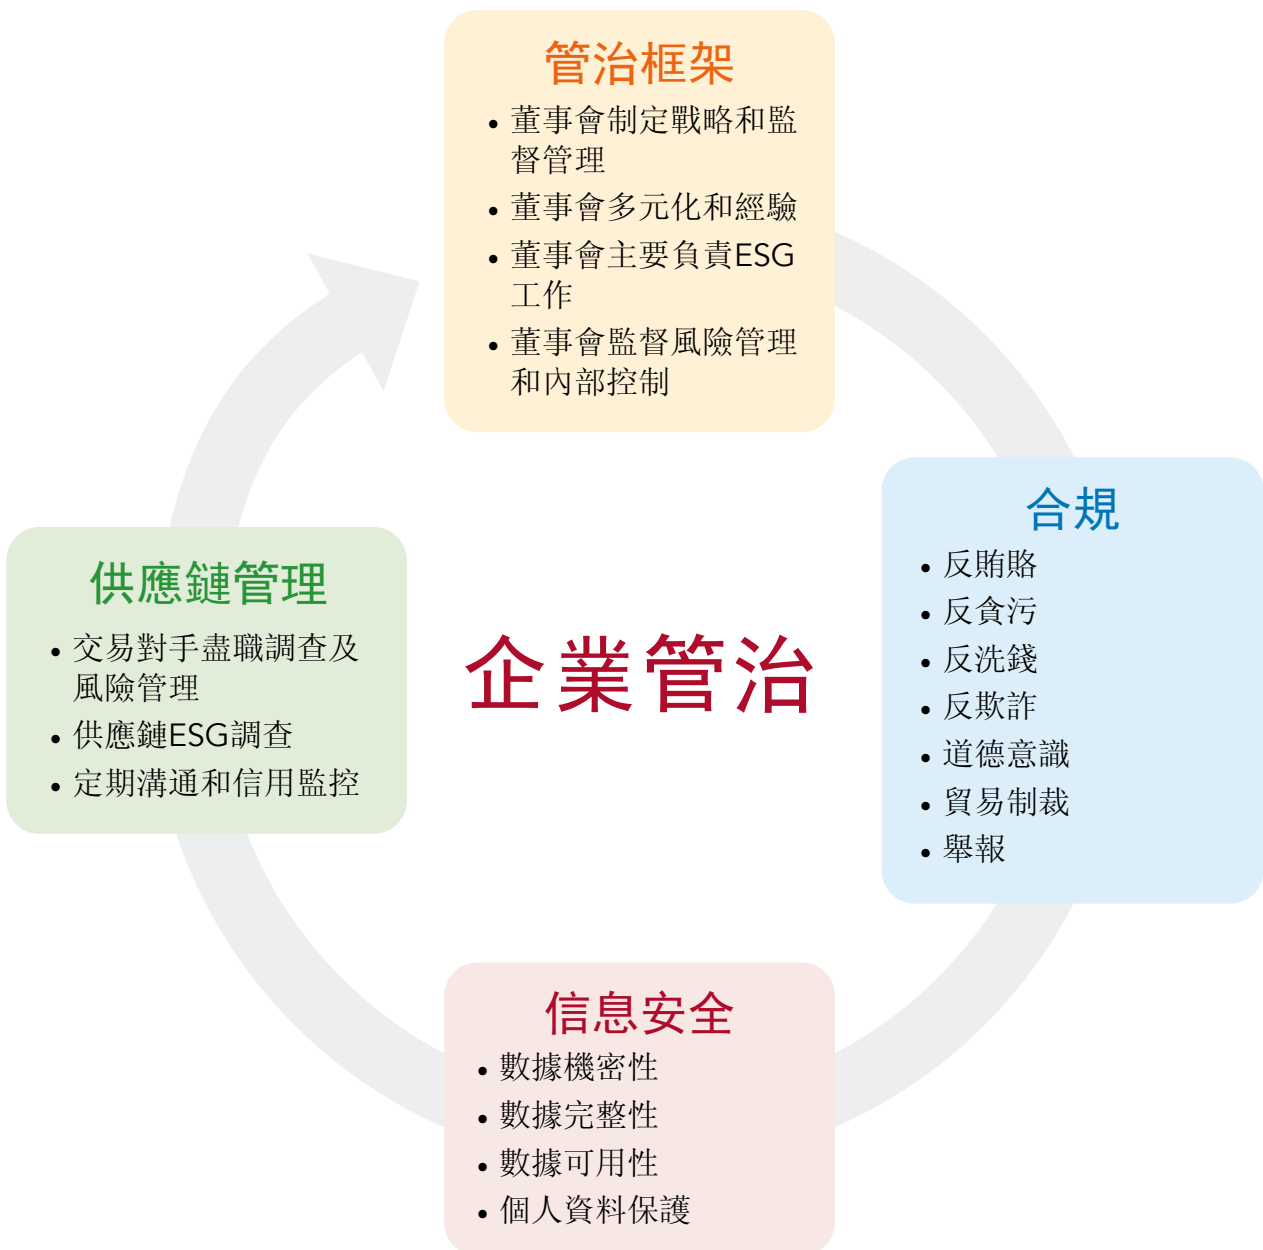 管治框架
• 董事會制定戰略和監
督管理
• 董事會多元化和經驗
• 董事會主要負責ESG
工作
• 董事會監督風險管理
和內部控制
合規
• 反賄賂
• 反貪污
• 反洗錢
• 反欺詐
• 道德意識
• 貿易制裁
• 舉報
供應鏈管理
• 交易對手盡職調查及
風險管理
• 供應鏈ESG調查
• 定期溝通和信用監控
企業管治
信息安全
• 數據機密性
• 數據完整性
• 數據可用性
• 個人資料保護